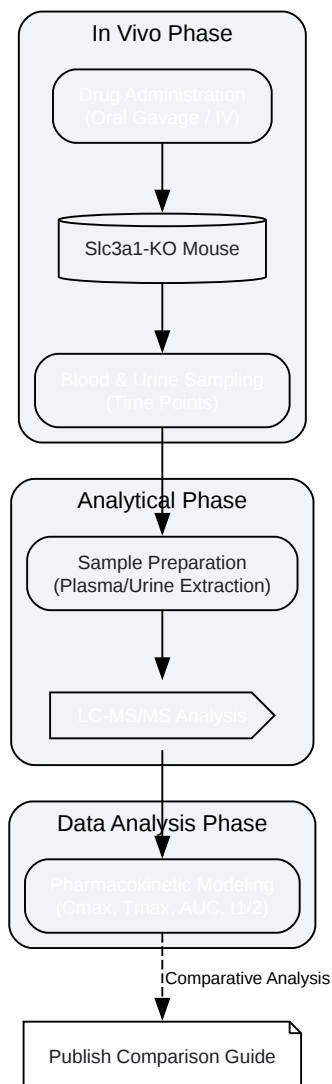 In Vivo Phase
Drug Administration
(Oral Gavage / IV)
Slc3a1-KO Mouse
Blood & Urine Sampling
(Time Points)
Analytical Phase
Sample Preparation
(Plasma/Urine Extraction)
LC-MS/MS Analysis
Data Analysis Phase
Pharmacokinetic Modeling
(Cmax, Tmax, AUC, t1/2)
Comparative Analysis
Publish Comparison Guide